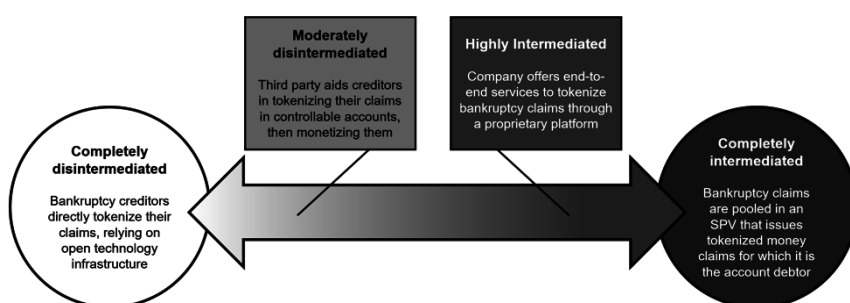 Moderately
disintermediated
Third party aids creditors
in tokenizing their claims
in controllable accounts,
then monetizing them
Highly Intermediated
Company offers end-to-
end services to tokenize
bankruptcy claims through
a proprietary platform
Completely
disintermediated
Bankruptcy creditors
directly tokenize their
claims, relying on
open technology
infrastructure
Completely
intermediated
Bankruptcy claims
are pooled in an
SPV that issues
tokenized money
claims for which it is
the account debtor